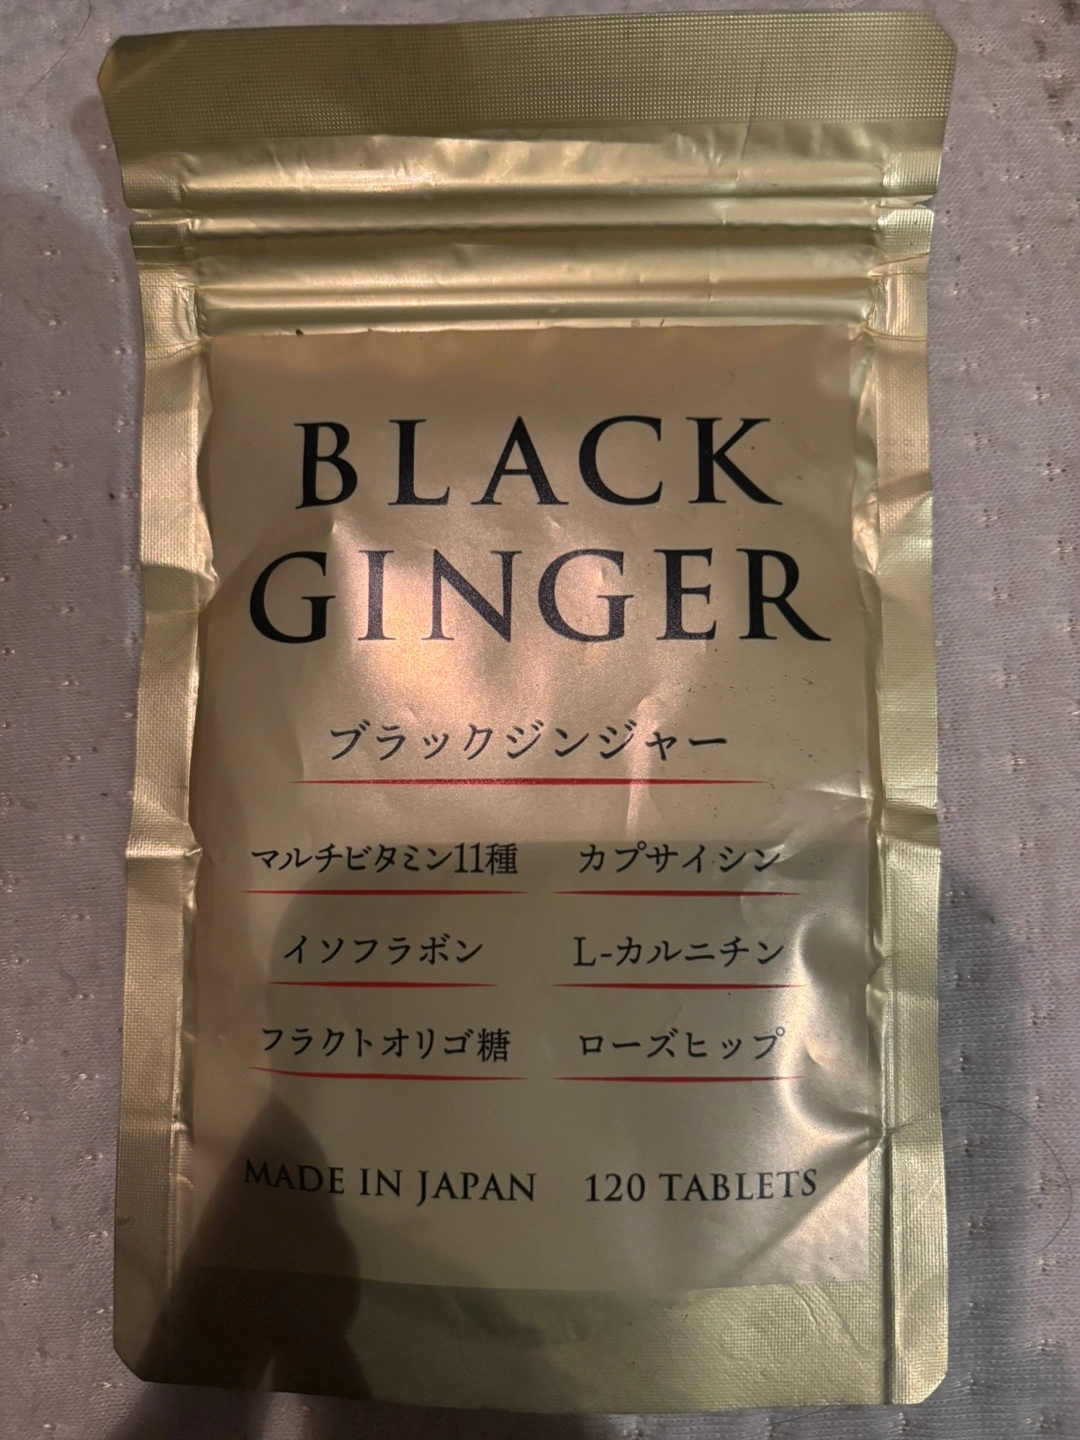 BLACK
GINGER
ブラックジンジャー
マルチビタミン11種 カプサイシン
イソフラボン L-カルニチン
フラクトオリゴ糖 ローズヒップ
MADE IN JAPAN 120 TABLETS